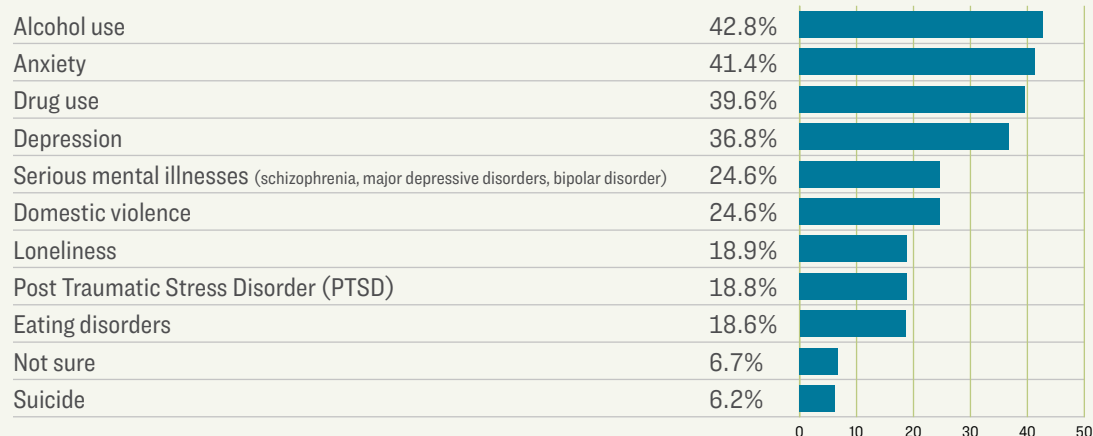 Alcohol use 42.8%
Anxiety 41.4%
Drug use 39.6%
Depression 36.8%
Serious mental illnesses (schizophrenia, major depressive disorders, bipolar disorder) 24.6%
Domestic violence 24.6%
Loneliness 18.9%
Post Traumatic Stress Disorder (PTSD) 18.8%
Eating disorders 18.6%
Not sure 6.7%
Suicide 6.2%
0 10 20 30 40 50